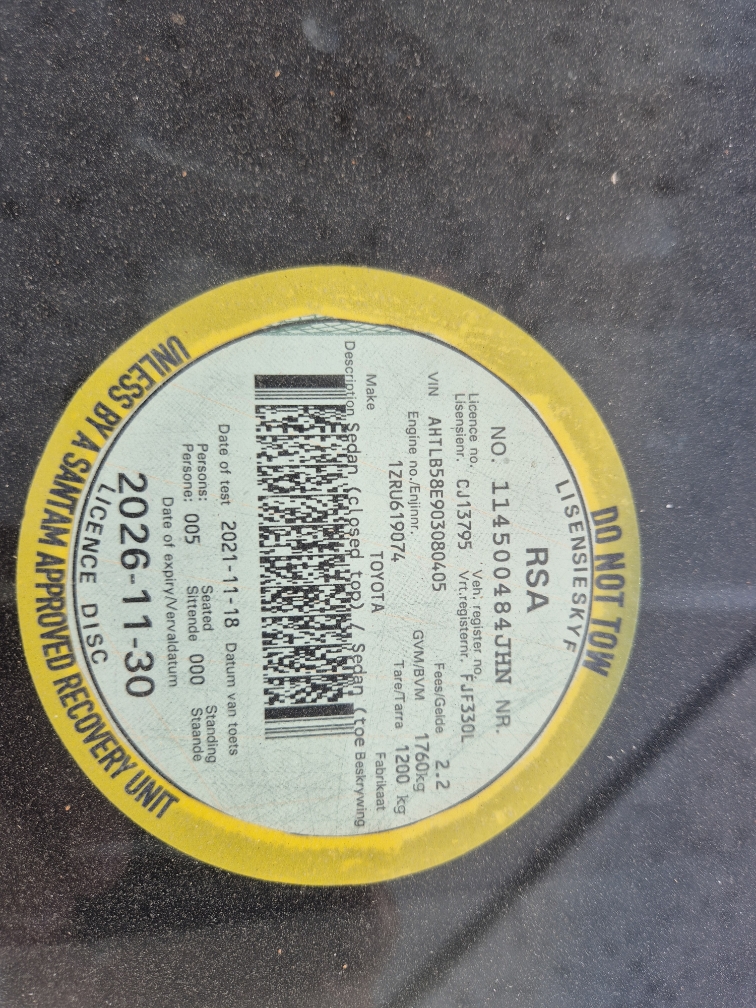 DO NOT TOW
LISENSIESKYF
RSA
NO. 114500484JHN NR.
Licence no. Veh. register no.
Lisensienr. CJ13795 Vrt.registernr. FJF330L
VIN AHTLB58E903080405 Fees/Gelde 2.2
Engine no./Enjinnr. GVM/BVM 1760kg
1ZRU619074 Tare/Tarra 1200 kg
Make TOYOTA Fabrikaat
Description Sedan (closed top) / Sedan (toe Beskrywing
Date of test 2021-11-18 Datum van toets
Persons: Seated Standing
Persone: 005 Sittende 000 Staande
Date of expiry/Vervaldatum
2026-11-30
LICENCE DISC
UNLESS BY A SANTAM APPROVED RECOVERY UNIT